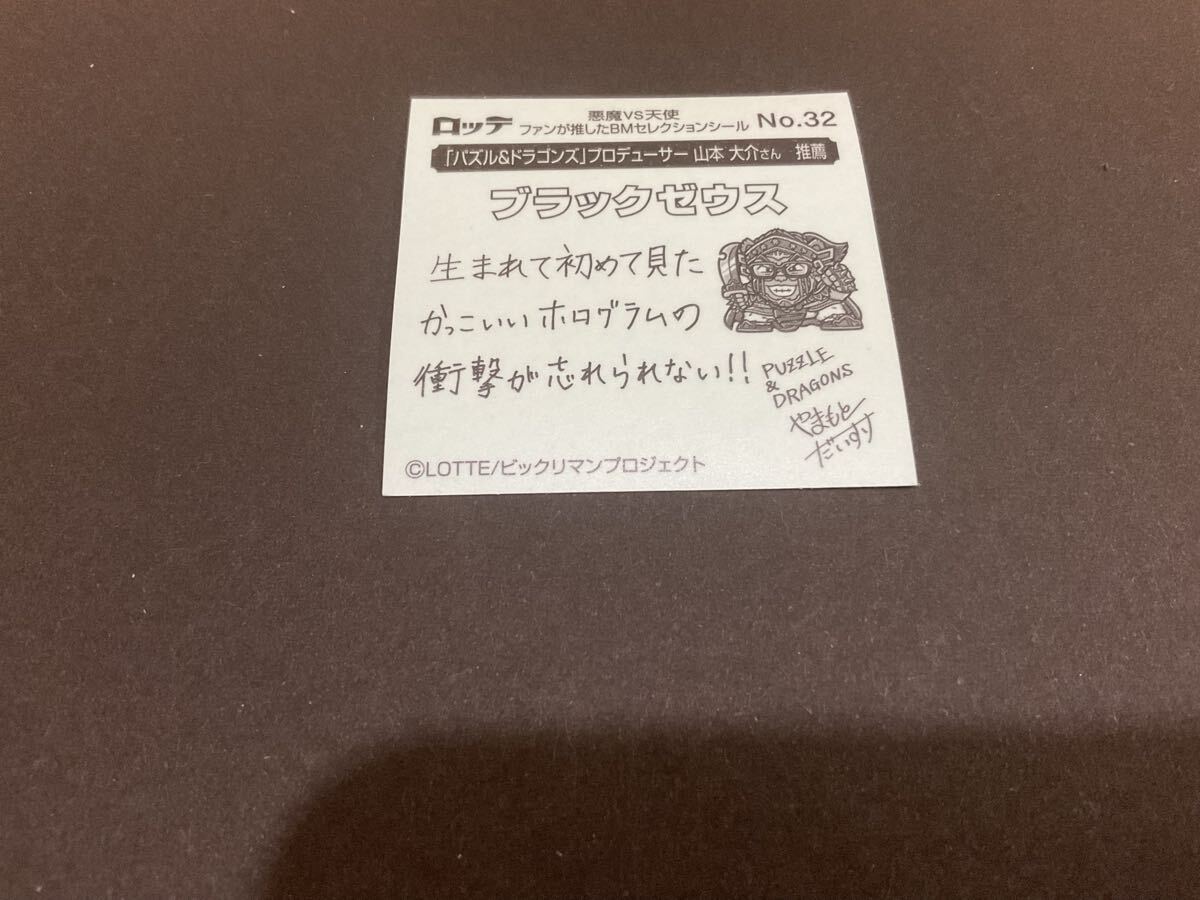 ロッテ
悪魔VS天使
ファンが推したBMセレクションシール
No.32
「パズル&ドラゴンズ」プロデューサー 山本 大介さん 推薦
ブラックゼウス
生まれて初めて見た
かっこいいホログラムの
衝撃が忘れられない!!
PUZZLE
&
DRAGONS
やまもと
だいすけ
©LOTTE/ビックリマンプロジェクト